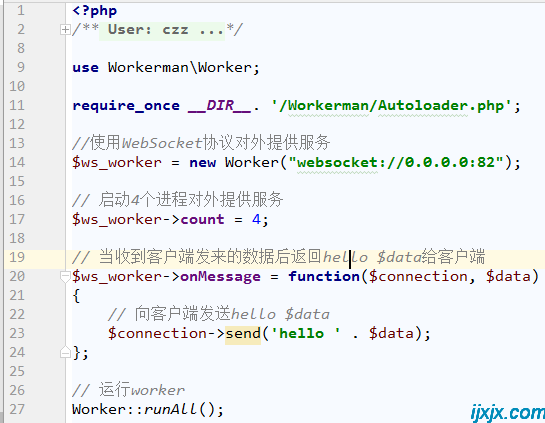 1 <?php
2 /** User: czz ...*/
8
9 use Workerman\Worker;
10
11 require_once __DIR__. '/Workerman/Autoloader.php';
12
13 //使用WebSocket协议对外提供服务
14 $ws_worker = new Worker("websocket://0.0.0.0:82");
15
16 // 启动4个进程对外提供服务
17 $ws_worker->count = 4;
18
19 // 当收到客户端发来的数据后返回hello $data给客户端
20 $ws_worker->onMessage = function($connection, $data)
21 {
22 // 向客户端发送hello $data
23 $connection->send('hello ' . $data);
24 };
25
26 // 运行worker
27 Worker::runAll();
ijxjx.com